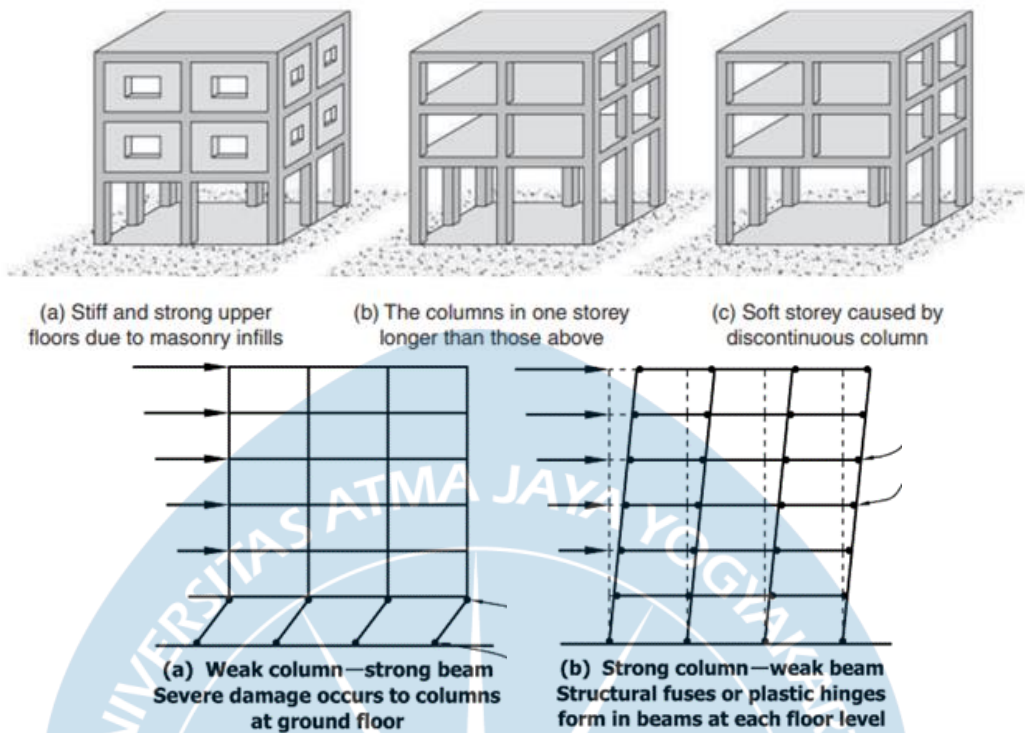 (a) Stiff and strong upper
floors due to masonry infills
(b) The columns in one storey
longer than those above
(c) Soft storey caused by
discontinuous column
UNIVERSITAS ATMA JAYA YOGYAKAR
(a) Weak column—strong beam
Severe damage occurs to columns
at ground floor
(b) Strong column—weak beam
Structural fuses or plastic hinges
form in beams at each floor level